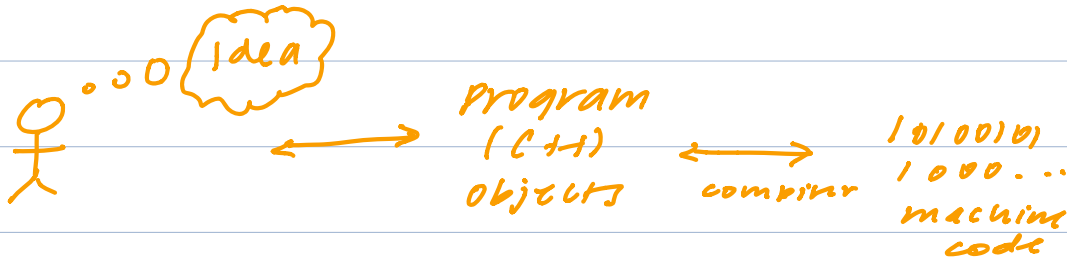 Idea
program
(C++)
objects
compiler
10100101
1000...
machine
code